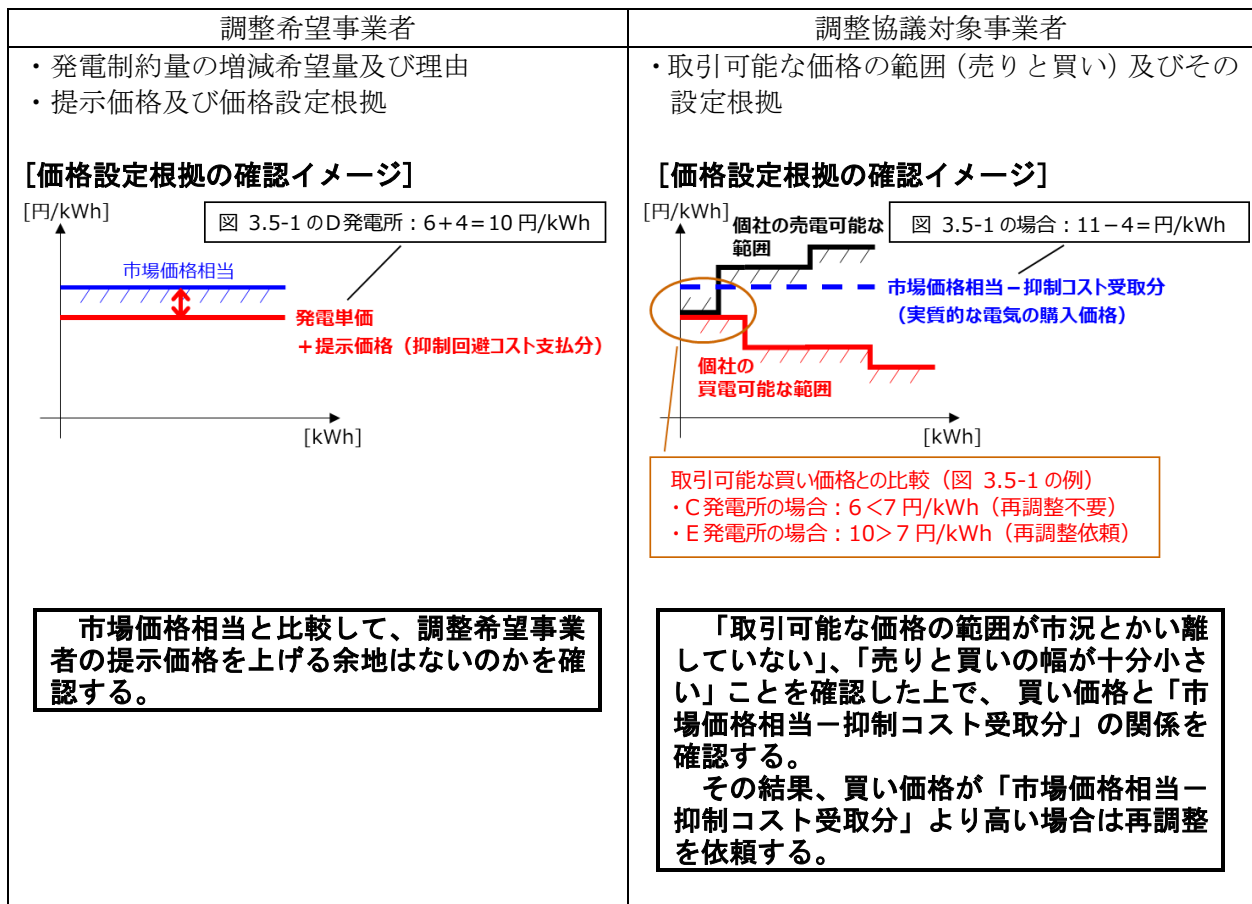 調整希望事業者
・発電制約量の増減希望量及び理由
・提示価格及び価格設定根拠
[価格設定根拠の確認イメージ]
[円/kWh]
図 3.5-1 のD発電所：6+4＝10 円/kWh
市場価格相当
発電単価
＋提示価格（抑制回避コスト支払分）
[kWh]
市場価格相当と比較して、調整希望事業
者の提示価格を上げる余地はないのかを確
認する。
調整協議対象事業者
・取引可能な価格の範囲（売りと買い）及びその
設定根拠
[価格設定根拠の確認イメージ]
[円/kWh]
個社の売電可能な
範囲
図 3.5-1 の場合：11－4＝円/kWh
市場価格相当－抑制コスト受取分
（実質的な電気の購入価格）
個社の
買電可能な範囲
[kWh]
取引可能な買い価格との比較（図 3.5-1 の例）
・C発電所の場合：6＜7 円/kWh（再調整不要）
・E発電所の場合：10＞7 円/kWh（再調整依頼）
「取引可能な価格の範囲が市況とかい離
していない」、「売りと買いの幅が十分小さ
い」ことを確認した上で、 買い価格と「市
場価格相当－抑制コスト受取分」の関係を
確認する。
その結果、買い価格が「市場価格相当－
抑制コスト受取分」より高い場合は再調整
を依頼する。